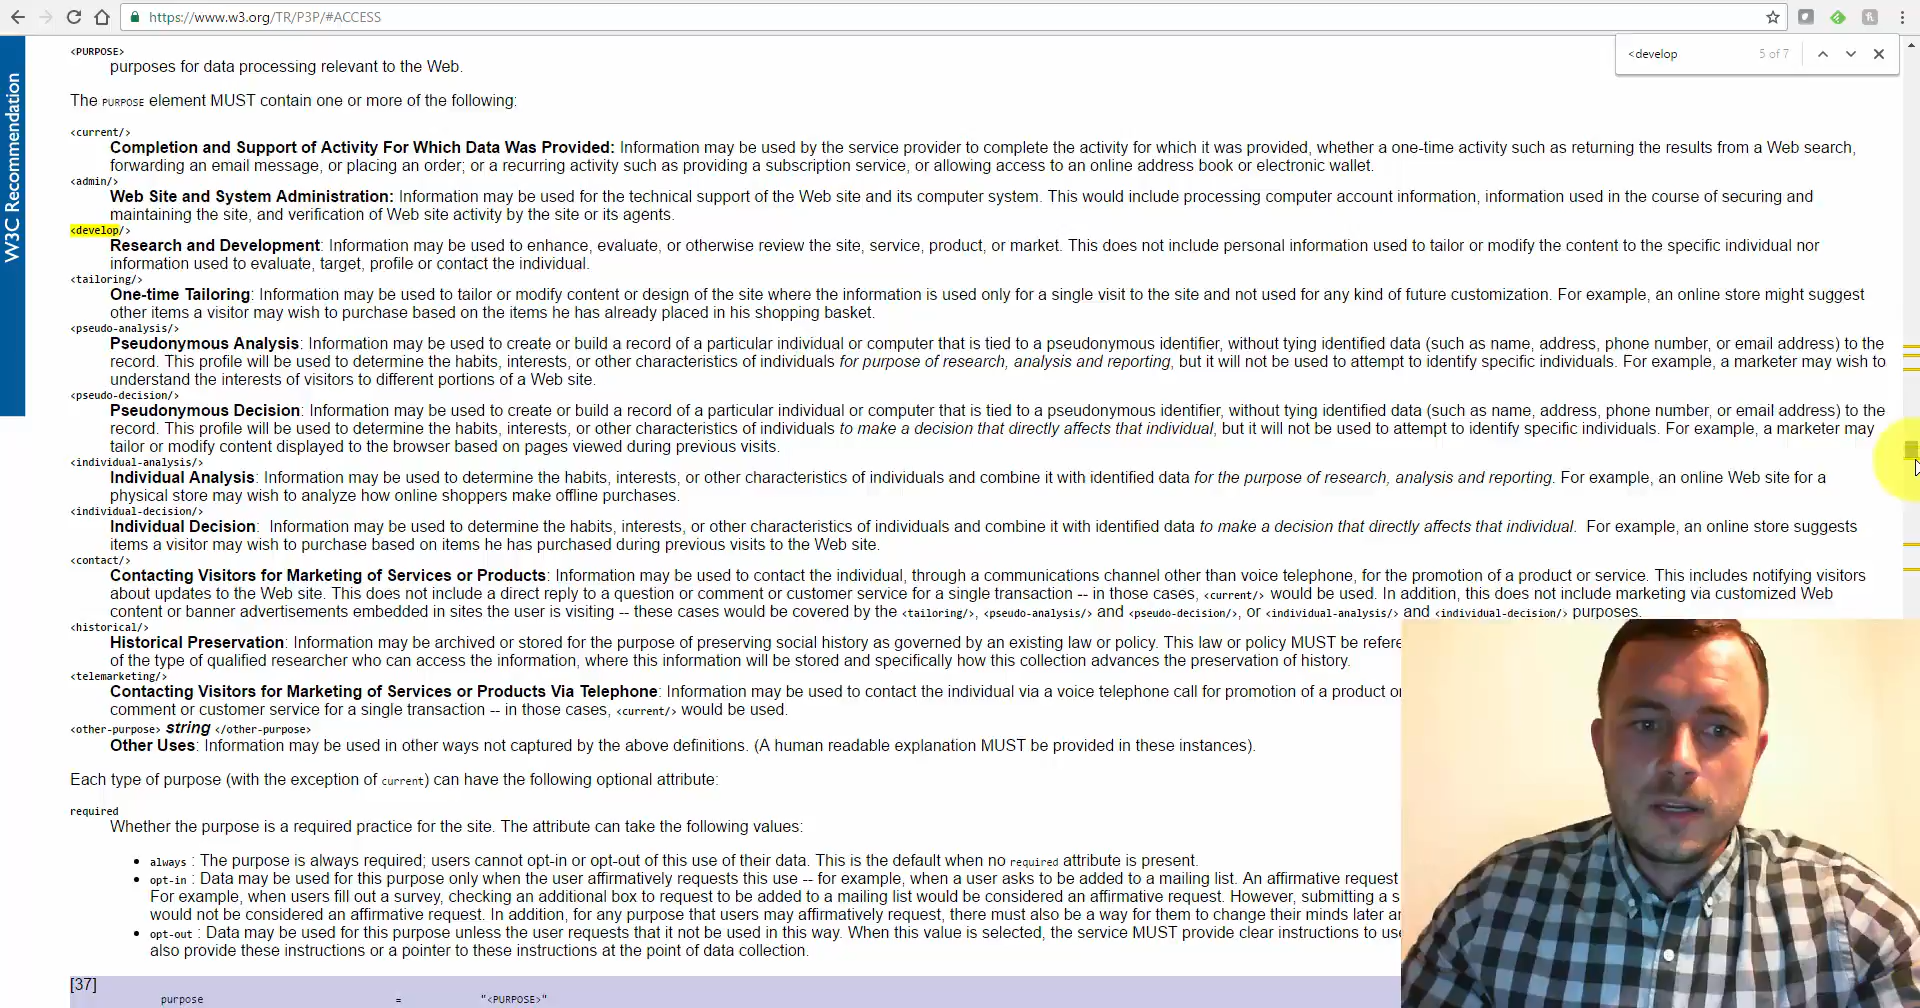 https://www.w3.org/TR/P3P/#ACCESS
<develop
5 of 7
W3C Recommendation
<PURPOSE>
purposes for data processing relevant to the Web.
The PURPOSE element MUST contain one or more of the following:
<current/>
Completion and Support of Activity For Which Data Was Provided: Information may be used by the service provider to complete the activity for which it was provided, whether a one-time activity such as returning the results from a Web search,
forwarding an email message, or placing an order; or a recurring activity such as providing a subscription service, or allowing access to an online address book or electronic wallet.
<admin/>
Web Site and System Administration: Information may be used for the technical support of the Web site and its computer system. This would include processing computer account information, information used in the course of securing and
maintaining the site, and verification of Web site activity by the site or its agents.
<develop/>
Research and Development: Information may be used to enhance, evaluate, or otherwise review the site, service, product, or market. This does not include personal information used to tailor or modify the content to the specific individual nor
information used to evaluate, target, profile or contact the individual.
<tailoring/>
One-time Tailoring: Information may be used to tailor or modify content or design of the site where the information is used only for a single visit to the site and not used for any kind of future customization. For example, an online store might suggest
other items a visitor may wish to purchase based on the items he has already placed in his shopping basket.
<pseudo-analysis/>
Pseudonymous Analysis: Information may be used to create or build a record of a particular individual or computer that is tied to a pseudonymous identifier, without tying identified data (such as name, address, phone number, or email address) to the
record. This profile will be used to determine the habits, interests, or other characteristics of individuals for purpose of research, analysis and reporting, but it will not be used to attempt to identify specific individuals. For example, a marketer may wish to
understand the interests of visitors to different portions of a Web site.
<pseudo-decision/>
Pseudonymous Decision: Information may be used to create or build a record of a particular individual or computer that is tied to a pseudonymous identifier, without tying identified data (such as name, address, phone number, or email address) to the
record. This profile will be used to determine the habits, interests, or other characteristics of individuals to make a decision that directly affects that individual, but it will not be used to attempt to identify specific individuals. For example, a marketer may
tailor or modify content displayed to the browser based on pages viewed during previous visits.
<individual-analysis/>
Individual Analysis: Information may be used to determine the habits, interests, or other characteristics of individuals and combine it with identified data for the purpose of research, analysis and reporting. For example, an online Web site for a
physical store may wish to analyze how online shoppers make offline purchases.
<individual-decision/>
Individual Decision: Information may be used to determine the habits, interests, or other characteristics of individuals and combine it with identified data to make a decision that directly affects that individual. For example, an online store suggests
items a visitor may wish to purchase based on items he has purchased during previous visits to the Web site.
<contact/>
Contacting Visitors for Marketing of Services or Products: Information may be used to contact the individual, through a communications channel other than voice telephone, for the promotion of a product or service. This includes notifying visitors
about updates to the Web site. This does not include a direct reply to a question or comment or customer service for a single transaction -- in those cases, <current/> would be used. In addition, this does not include marketing via customized Web
content or banner advertisements embedded in sites the user is visiting -- these cases would be covered by the <tailoring/>, <pseudo-analysis/> and <pseudo-decision/>, or <individual-analysis/> and <individual-decision/> purposes.
<historical/>
Historical Preservation: Information may be archived or stored for the purpose of preserving social history as governed by an existing law or policy. This law or policy MUST be refere
of the type of qualified researcher who can access the information, where this information will be stored and specifically how this collection advances the preservation of history.
<telemarketing/>
Contacting Visitors for Marketing of Services or Products Via Telephone: Information may be used to contact the individual via a voice telephone call for promotion of a product or
comment or customer service for a single transaction -- in those cases, <current/> would be used.
<other-purpose> string </other-purpose>
Other Uses: Information may be used in other ways not captured by the above definitions. (A human readable explanation MUST be provided in these instances).
Each type of purpose (with the exception of current) can have the following optional attribute:
required
Whether the purpose is a required practice for the site. The attribute can take the following values:
• always : The purpose is always required; users cannot opt-in or opt-out of this use of their data. This is the default when no required attribute is present.
• opt-in : Data may be used for this purpose only when the user affirmatively requests this use -- for example, when a user asks to be added to a mailing list. An affirmative request
For example, when users fill out a survey, checking an additional box to request to be added to a mailing list would be considered an affirmative request. However, submitting a s
would not be considered an affirmative request. In addition, for any purpose that users may affirmatively request, there must also be a way for them to change their minds later an
• opt-out : Data may be used for this purpose unless the user requests that it not be used in this way. When this value is selected, the service MUST provide clear instructions to use
also provide these instructions or a pointer to these instructions at the point of data collection.
[37]
purpose = "<PURPOSE>"